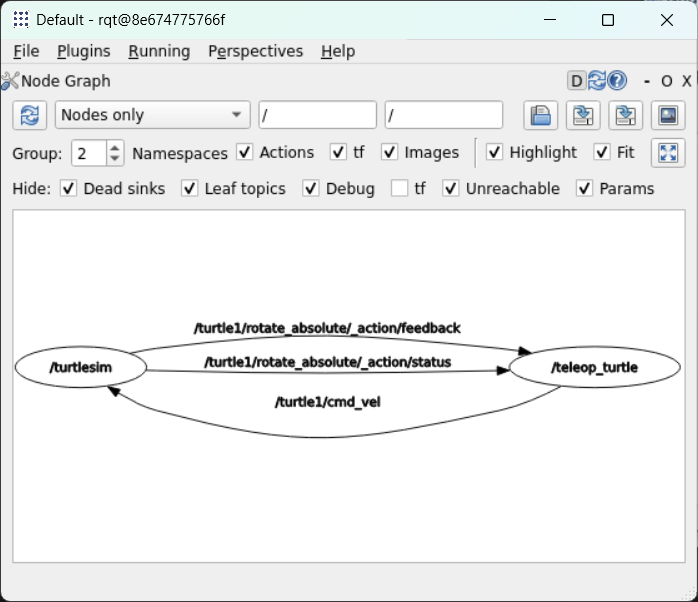 Default - rqt@8e674775766f
File Plugins Running Perspectives Help
Node Graph D - O X
Nodes only / /
Group: 2 Namespaces Actions tf Images Highlight Fit
Hide: Dead sinks Leaf topics Debug tf Unreachable Params
/turtle1/rotate_absolute/_action/feedback
/turtlesim /turtle1/rotate_absolute/_action/status /teleop_turtle
/turtle1/cmd_vel